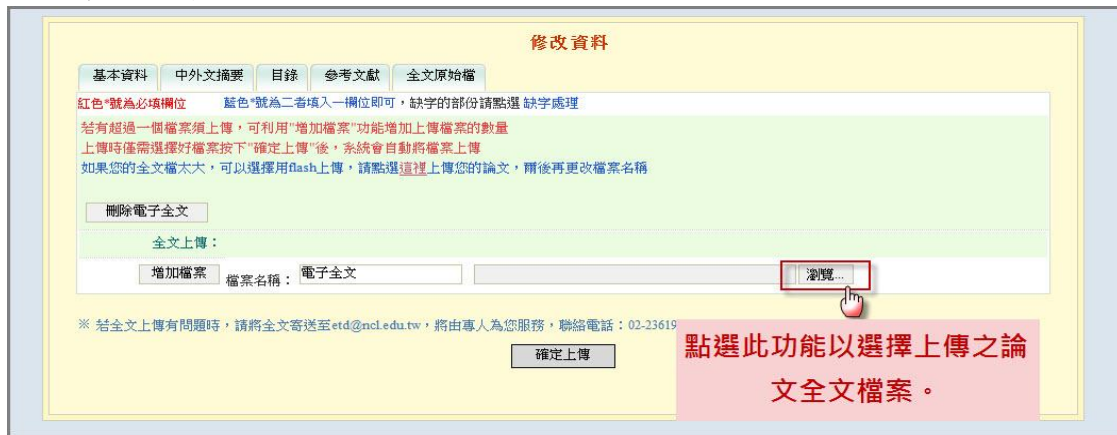 修改資料
基本資料 中外文摘要 目錄 參考文獻 全文原始檔
紅色*號為必填欄位 藍色*號為二者填入一欄位即可，缺字的部份請點選 缺字處理
若有超過一個檔案須上傳，可利用"增加檔案"功能增加上傳檔案的數量
上傳時僅需選擇好檔案按下"確定上傳"後，系統會自動將檔案上傳
如果您的全文檔太大，可以選擇用flash上傳，請點選這裡上傳您的論文，爾後再更改檔案名稱
刪除電子全文
全文上傳：
增加檔案 檔案名稱： 電子全文 瀏覽...
※ 若全文上傳有問題時，請將全文寄送至etd@ncl.edu.tw，將由專人為您服務，聯絡電話：02-23619
確定上傳
點選此功能以選擇上傳之論
文全文檔案。